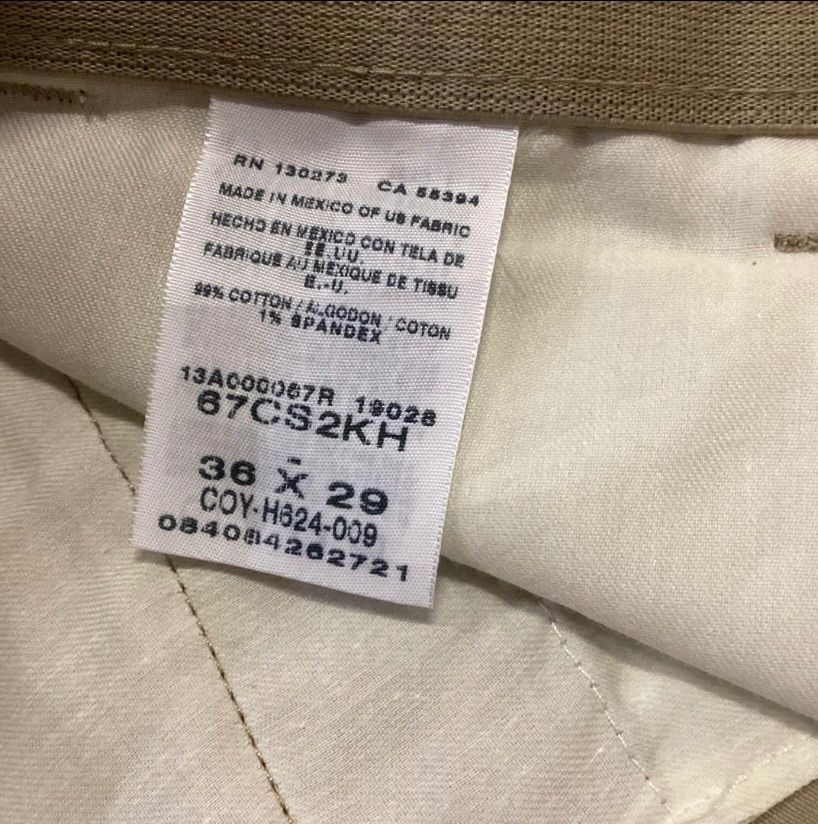 RN 130273 CA 55394
MADE IN MEXICO OF US FABRIC
HECHO EN MEXICO CON TELA DE
EE.UU.
FABRIQUE AU MEXIQUE DE TISSU
E.-U.
99% COTTON / ALGODON / COTON
1% SPANDEX
13A000067R 19028
67CS2KH
36 X 29
COY-H624-009
084084262721